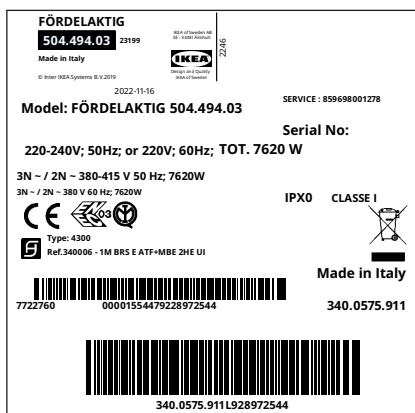 FÖRDELAKTIG
504.494.03 23199
Made in Italy
© Inter IKEA Systems B.V.2019
IKEA of Sweden AB
SE - 34381 Älmhult
IKEA
Design and Quality
IKEA of Sweden
2246
2022-11-16
Model: FÖRDELAKTIG 504.494.03
SERVICE : 859698001278
Serial No:
220-240V; 50Hz; or 220V; 60Hz; TOT. 7620 W
3N ~ / 2N ~ 380-415 V 50 Hz; 7620W
3N ~ / 2N ~ 380 V 60 Hz; 7620W
IPX0 CLASSE I
CE
03
Type: 4300
Ref.340006 - 1M BRS E ATF+MBE 2HE UI
Made in Italy
7722760 00001554479228972544
340.0575.911
340.0575.911L928972544